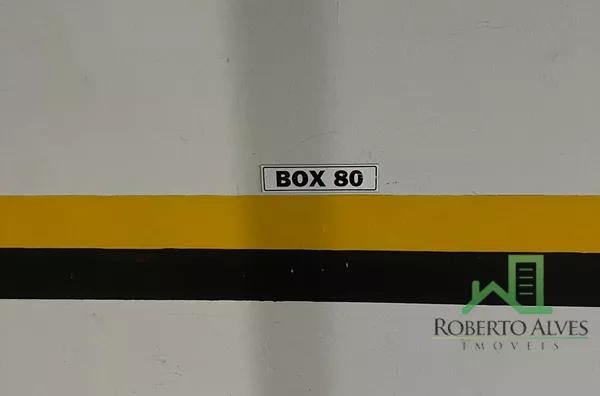 BOX 80
ROBERTO ALVES
IMOVEIS